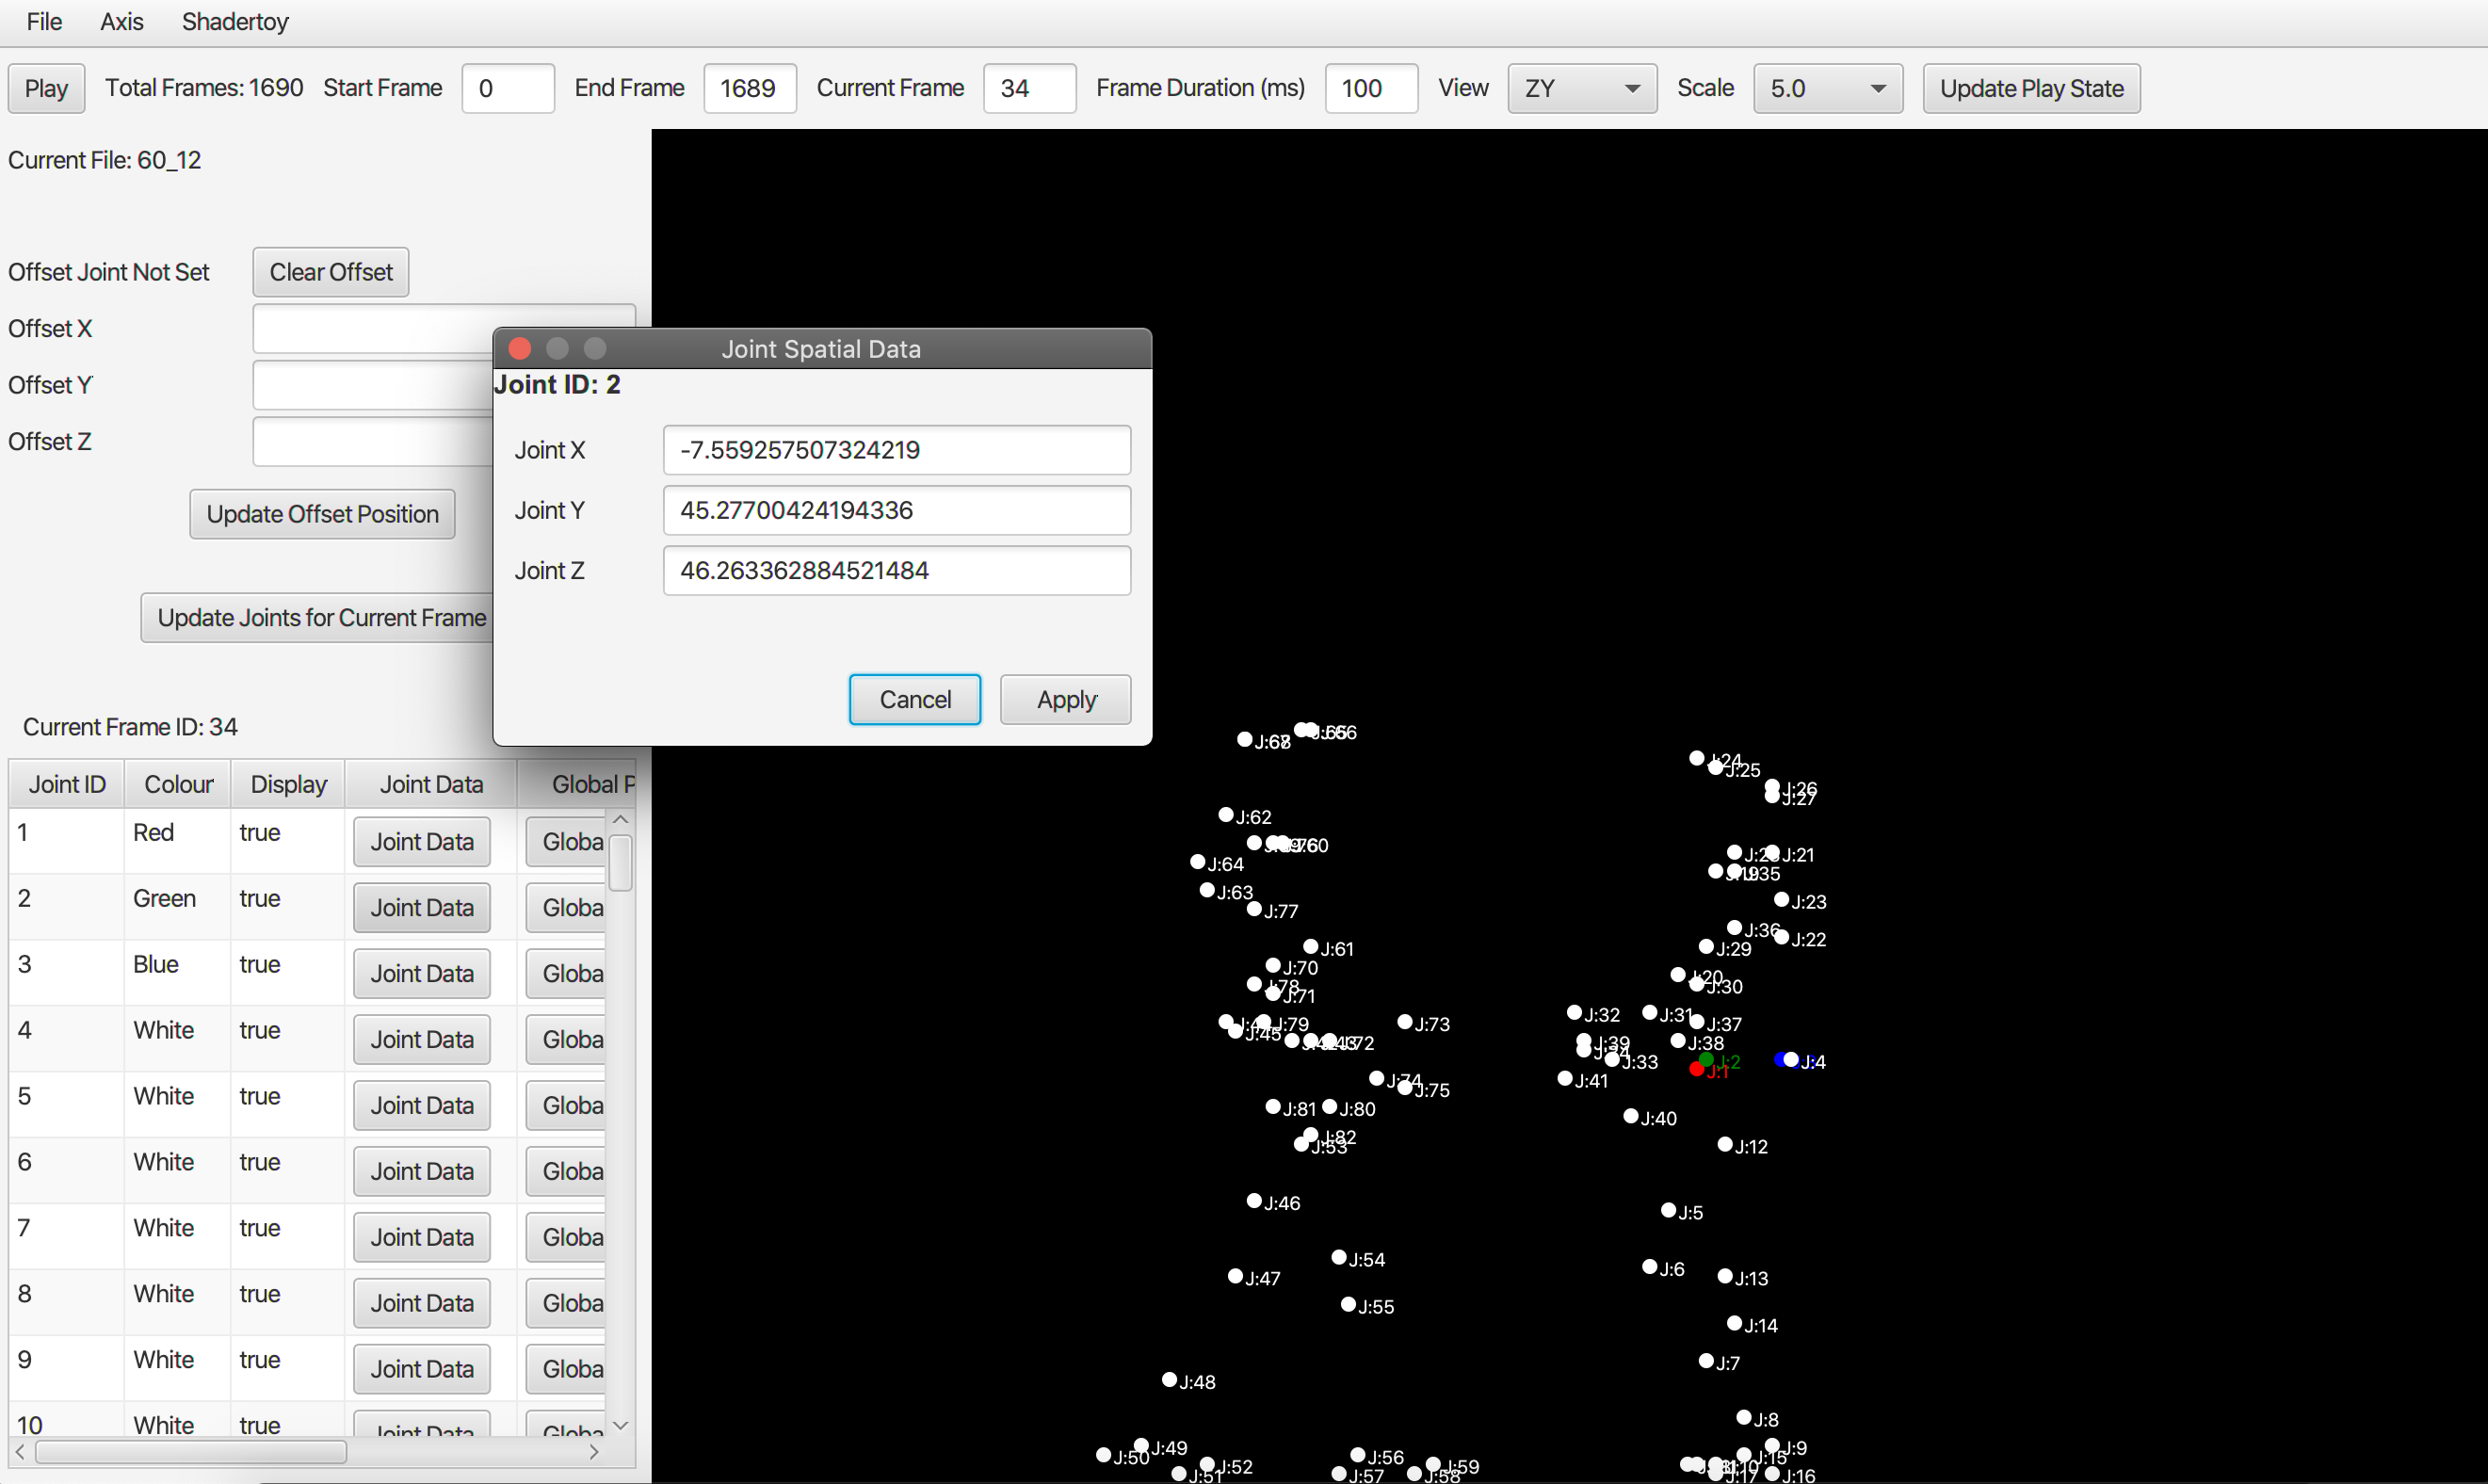 File Axis Shadertoy
Play Total Frames: 1690 Start Frame 0 End Frame 1689 Current Frame 34 Frame Duration (ms) 100 View ZY Scale 5.0 Update Play State
Current File: 60_12
Offset Joint Not Set Clear Offset
Offset X
Offset Y
Offset Z
Update Offset Position
Update Joints for Current Frame
Joint Spatial Data
Joint ID: 2
Joint X -7.559257507324219
Joint Y 45.27700424194336
Joint Z 46.263362884521484
Cancel Apply
Current Frame ID: 34
Joint ID Colour Display Joint Data Global P
1 Red true Joint Data Globa
2 Green true Joint Data Globa
3 Blue true Joint Data Globa
4 White true Joint Data Globa
5 White true Joint Data Globa
6 White true Joint Data Globa
7 White true Joint Data Globa
8 White true Joint Data Globa
9 White true Joint Data Globa
10 White true Joint Data Globa
J:68 J:66
J:24
J:25
J:26
J:27
J:62
J:60
J:64
J:21
J:35
J:63
J:23
J:77
J:36
J:22
J:61
J:29
J:70
J:20
J:78
J:30
J:71
J:32
J:31
J:79
J:73
J:37
J:45
J:72
J:39
J:38
J:33
J:2
J:4
J:1
J:74
J:41
J:75
J:81
J:80
J:40
J:82
J:53
J:12
J:46
J:5
J:54
J:6
J:47
J:13
J:55
J:14
J:7
J:48
J:8
J:49
J:9
J:50
J:56
J:15
J:52
J:59
J:51
J:57
J:58
J:17
J:16